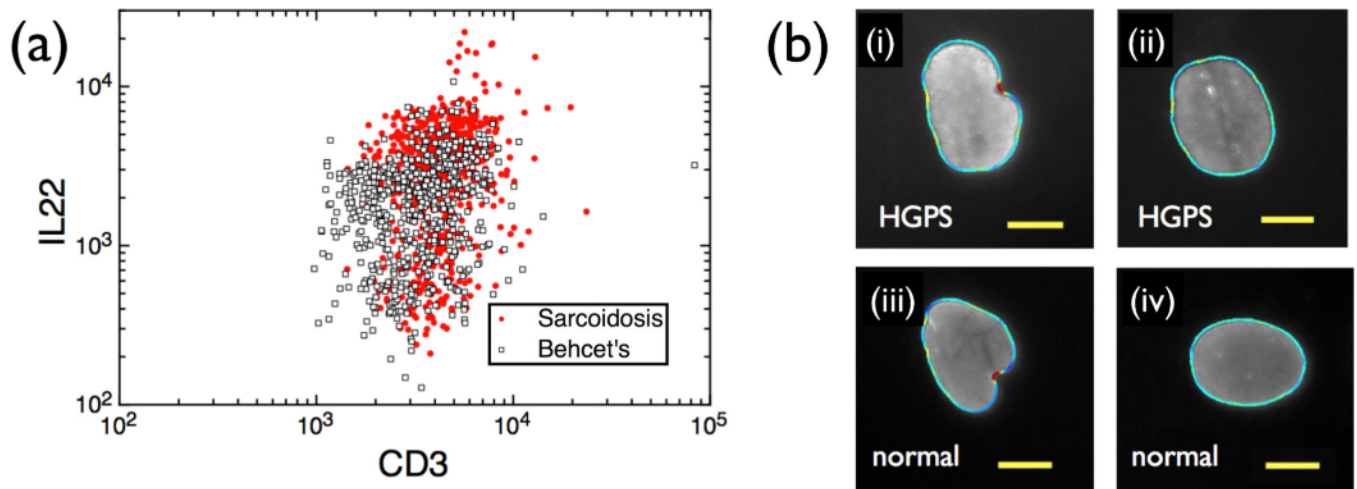 (a)
IL22
10^4
10^3
10^2
Sarcoidosis
Behcet's
10^2 10^3 10^4 10^5
CD3
(b)
(i)
HGPS
(ii)
HGPS
(iii)
normal
(iv)
normal